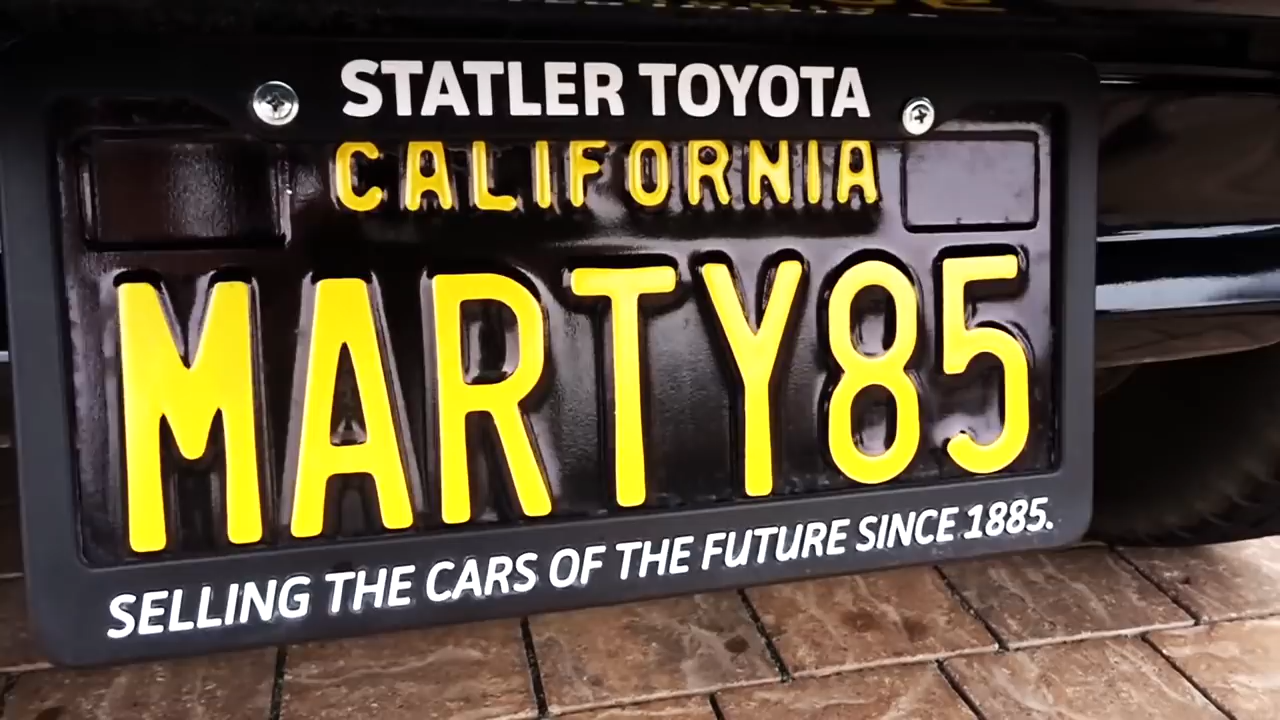 STATLER TOYOTA
CALIFORNIA
MARTY85
SELLING THE CARS OF THE FUTURE SINCE 1885.